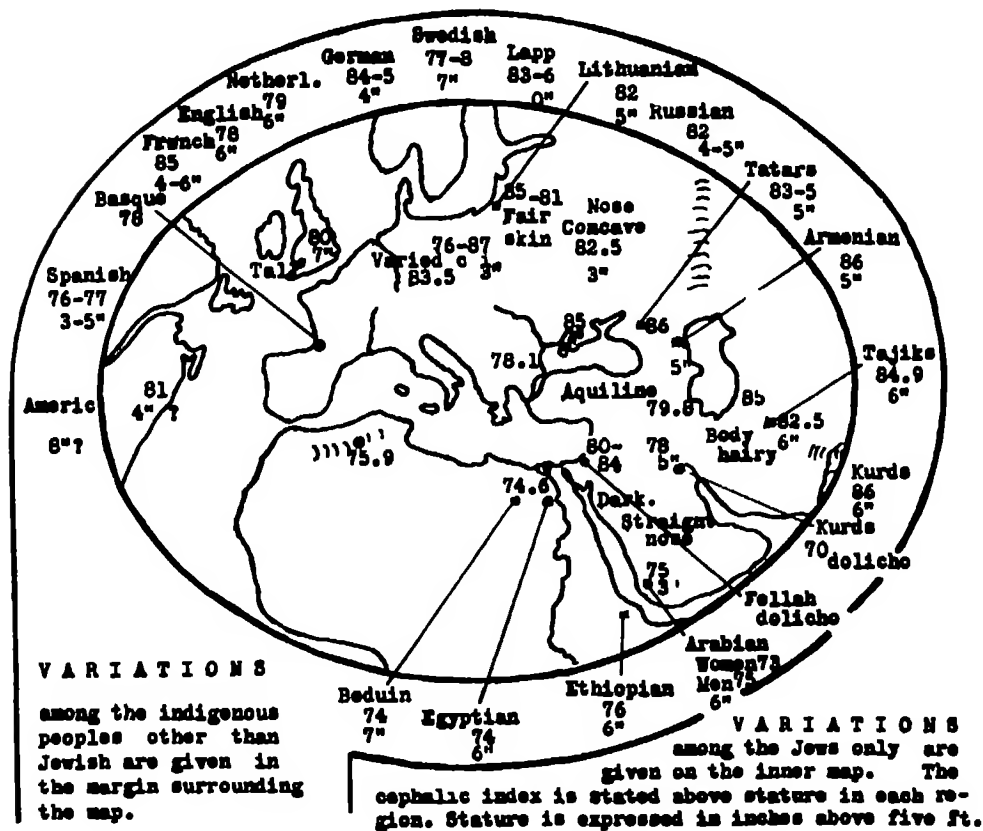 Swedish
77-8
7"
German
84-5
4"
Lapp
83-6
0"
Netherl.
79
6"
Lithuanian
82
5"
English
78
6"
Russian
82
4-5"
French
85
4-6"
Tatars
83-5
5"
Basque
78
Armenian
86
5"
Spanish
76-77
3-5"
Tajiks
84.9
6"
Americ
8"?
Kurds
86
6"
Kurds
70 dolicho
Fellah
dolicho
Arabian
Women 73
Men 75
6"
Ethiopian
76
6"
Egyptian
74
6"
Beduin
74
7"
85-81
Fair
skin
Nose
Concave
82.5
3"
80
7"
Tall
76-87
Varied c
83.5
3"
85
86
5"
78.1
Aquiline
79.8
85
81
4" ?
82.5
6"
Body
hairy
78
5"
80-
84
75.9
74.6
Dark.
Straight
nose
75
3'
VARIATIONS
among the indigenous
peoples other than
Jewish are given in
the margin surrounding
the map.
VARIATIONS
among the Jews only are
given on the inner map. The
cephalic index is stated above stature in each re-
gion. Stature is expressed in inches above five ft.